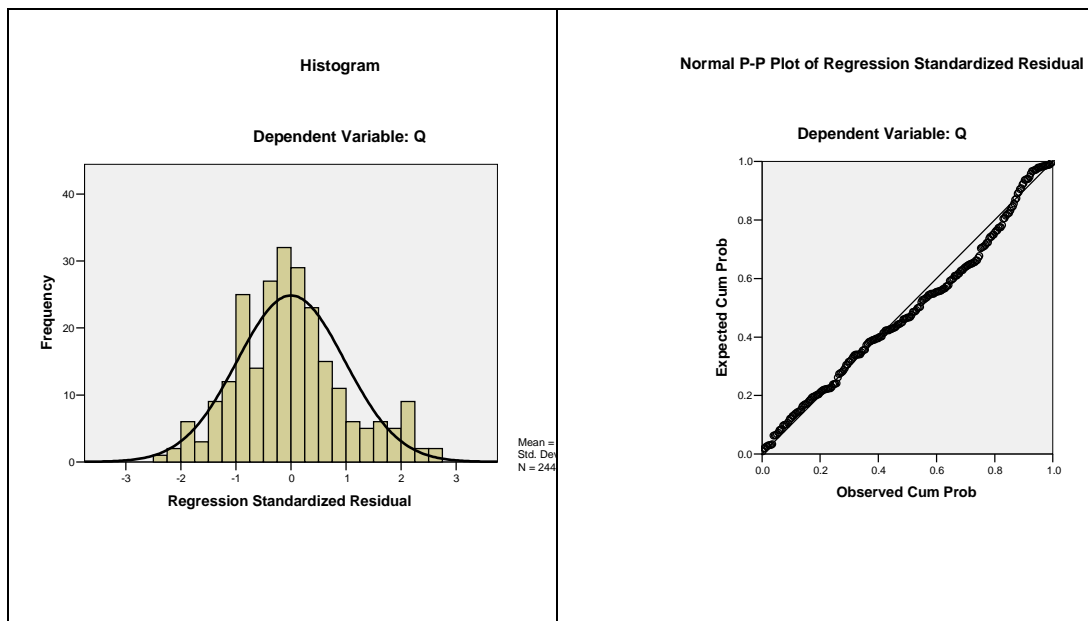 Histogram
Dependent Variable: Q
40
30
20
10
0
Frequency
-3 -2 -1 0 1 2 3
Regression Standardized Residual
Mean =
Std. Dev
N = 244
Normal P-P Plot of Regression Standardized Residual
Dependent Variable: Q
1.0
0.8
0.6
0.4
0.2
0.0
Expected Cum Prob
0.0 0.2 0.4 0.6 0.8 1.0
Observed Cum Prob